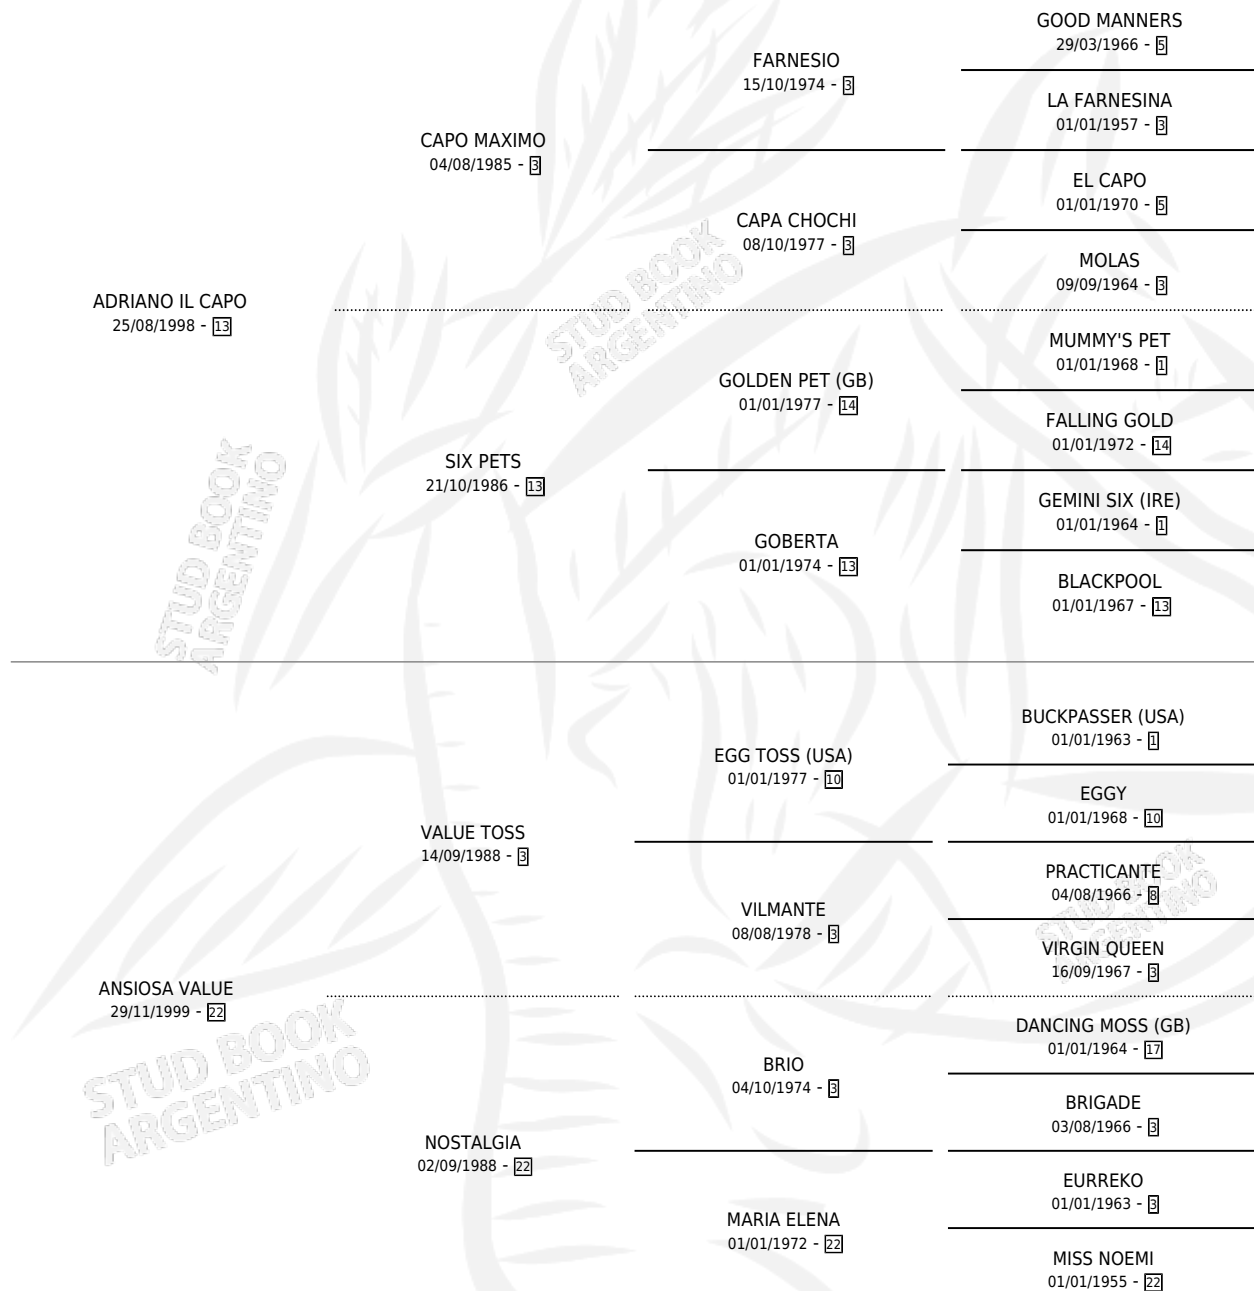 GOOD MANNERS
29/03/1966 - 5
FARNESIO
15/10/1974 - 3
LA FARNESINA
01/01/1957 - 3
CAPO MAXIMO
04/08/1985 - 3
EL CAPO
01/01/1970 - 5
CAPA CHOCHI
08/10/1977 - 3
MOLAS
09/09/1964 - 3
ADRIANO IL CAPO
25/08/1998 - 13
STUD BOOK
ARGENTINO
MUMMY'S PET
01/01/1968 - 1
GOLDEN PET (GB)
01/01/1977 - 14
FALLING GOLD
01/01/1972 - 14
SIX PETS
21/10/1986 - 13
GEMINI SIX (IRE)
01/01/1964 - 1
GOBERTA
01/01/1974 - 13
BLACKPOOL
01/01/1967 - 13
STUD BOOK
ARGENTINO
BUCKPASSER (USA)
01/01/1963 - 1
EGG TOSS (USA)
01/01/1977 - 10
EGGY
01/01/1968 - 10
VALUE TOSS
14/09/1988 - 3
PRACTICANTE
04/08/1966 - 8
STUD BOOK
ARGENTINO
VILMANTE
08/08/1978 - 3
VIRGIN QUEEN
16/09/1967 - 3
ANSIOSA VALUE
29/11/1999 - 22
STUD BOOK
ARGENTINO
DANCING MOSS (GB)
01/01/1964 - 17
BRIO
04/10/1974 - 3
BRIGADE
03/08/1966 - 3
NOSTALGIA
02/09/1988 - 22
EURREKO
01/01/1963 - 3
MARIA ELENA
01/01/1972 - 22
MISS NOEMI
01/01/1955 - 22